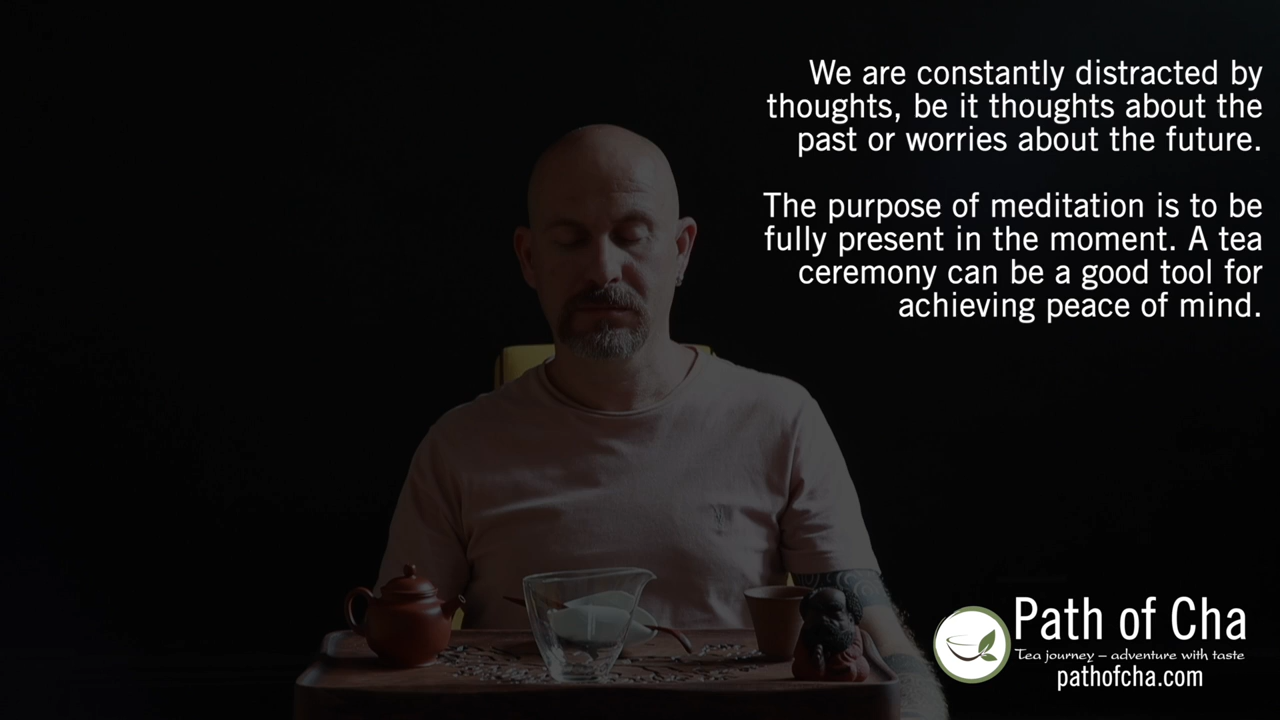 We are constantly distracted by
thoughts, be it thoughts about the
past or worries about the future.
The purpose of meditation is to be
fully present in the moment. A tea
ceremony can be a good tool for
achieving peace of mind.
Path of Cha
Tea journey – adventure with taste
pathofcha.com